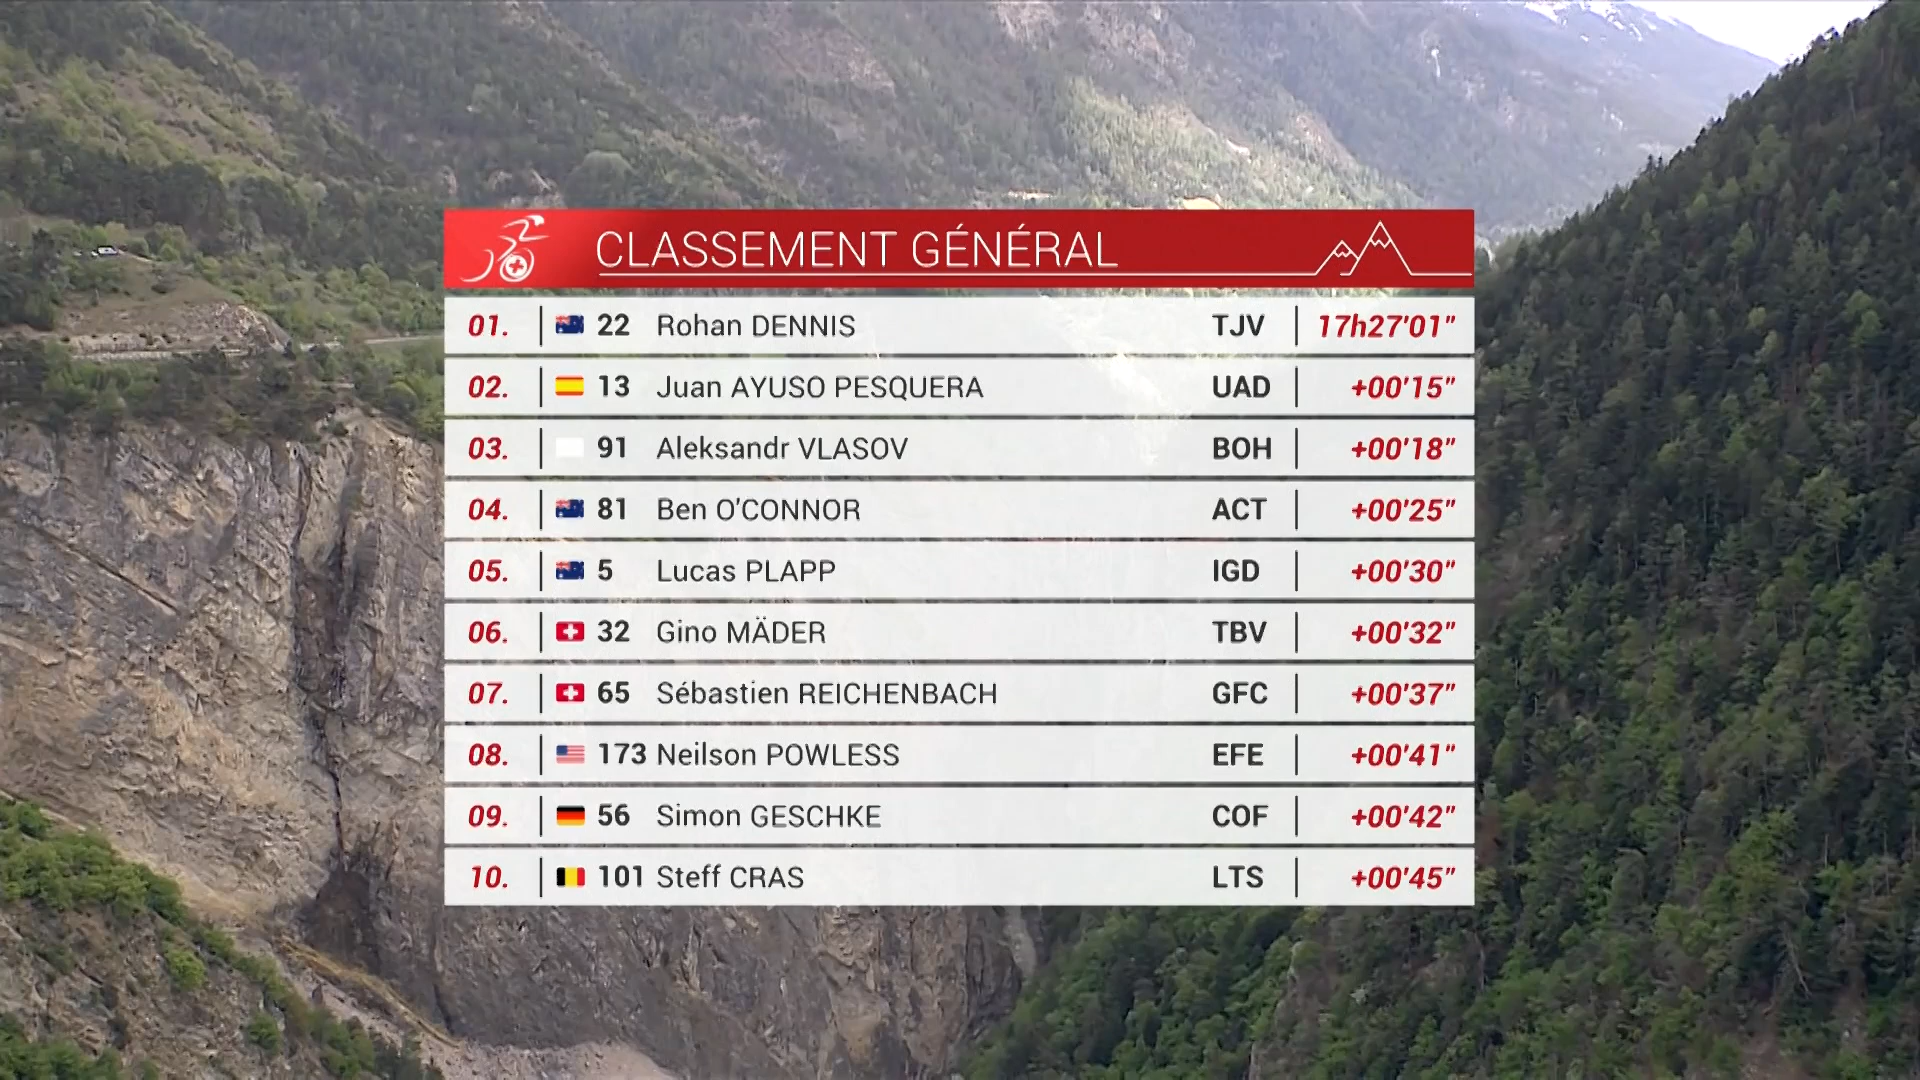 CLASSEMENT GÉNÉRAL
01. 22 Rohan DENNIS TJV 17h27'01"
02. 13 Juan AYUSO PESQUERA UAD +00'15"
03. 91 Aleksandr VLASOV BOH +00'18"
04. 81 Ben O'CONNOR ACT +00'25"
05. 5 Lucas PLAPP IGD +00'30"
06. 32 Gino MÄDER TBV +00'32"
07. 65 Sébastien REICHENBACH GFC +00'37"
08. 173 Neilson POWLESS EFE +00'41"
09. 56 Simon GESCHKE COF +00'42"
10. 101 Steff CRAS LTS +00'45"